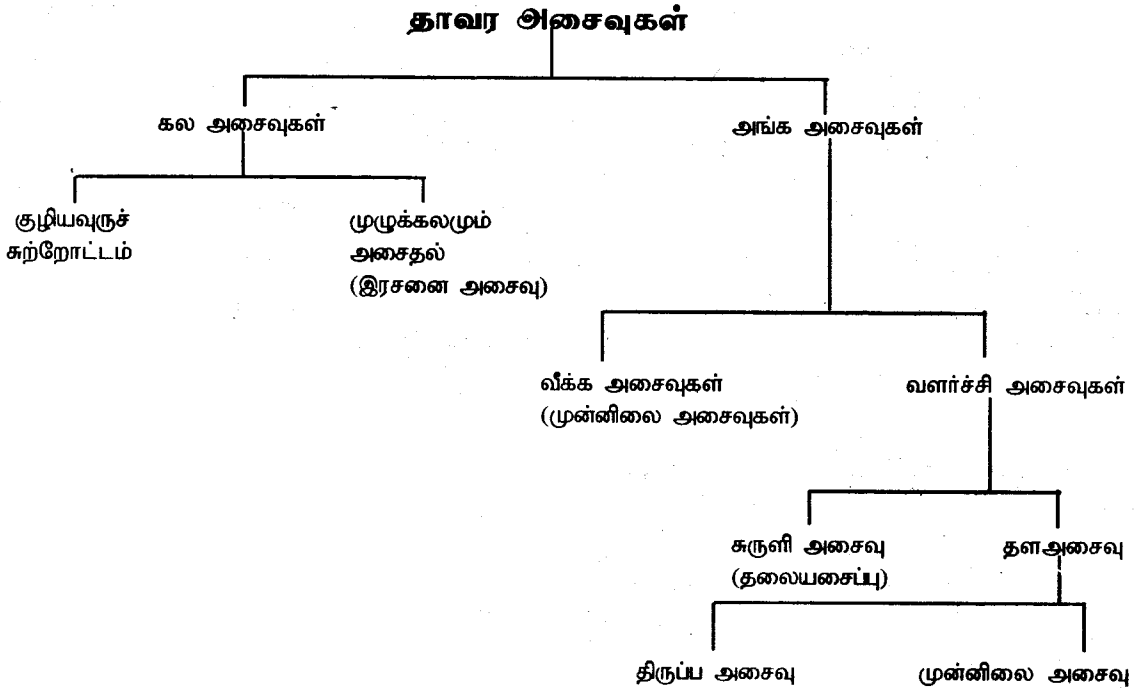 தாவர அசைவுகள்
கல அசைவுகள்
அங்க அசைவுகள்
குழியவுருச்
சுற்றோட்டம்
முழுக்கலமும்
அசைதல்
(இரசனை அசைவு)
வீக்க அசைவுகள்
(முன்னிலை அசைவுகள்)
வளர்ச்சி அசைவுகள்
சுருளி அசைவு
(தலையசைப்பு)
தளஅசைவு
திருப்ப அசைவு
முன்னிலை அசைவு